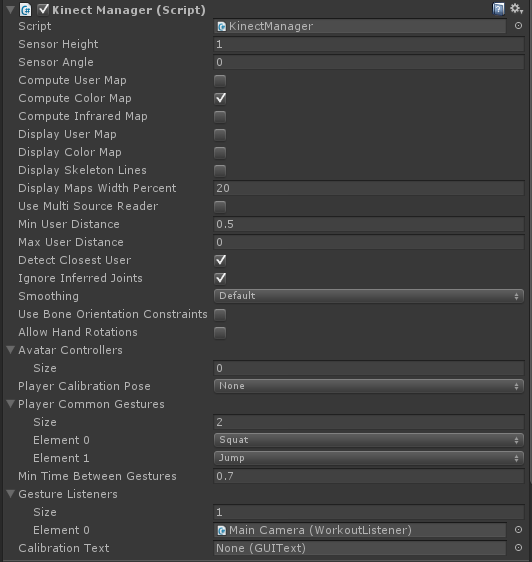 Kinect Manager (Script)
Script KinectManager
Sensor Height 1
Sensor Angle 0
Compute User Map
Compute Color Map
Compute Infrared Map
Display User Map
Display Color Map
Display Skeleton Lines
Display Maps Width Percent 20
Use Multi Source Reader
Min User Distance 0.5
Max User Distance 0
Detect Closest User
Ignore Inferred Joints
Smoothing Default
Use Bone Orientation Constraints
Allow Hand Rotations
Avatar Controllers
Size 0
Player Calibration Pose None
Player Common Gestures
Size 2
Element 0 Squat
Element 1 Jump
Min Time Between Gestures 0.7
Gesture Listeners
Size 1
Element 0 Main Camera (WorkoutListener)
Calibration Text None (GUIText)